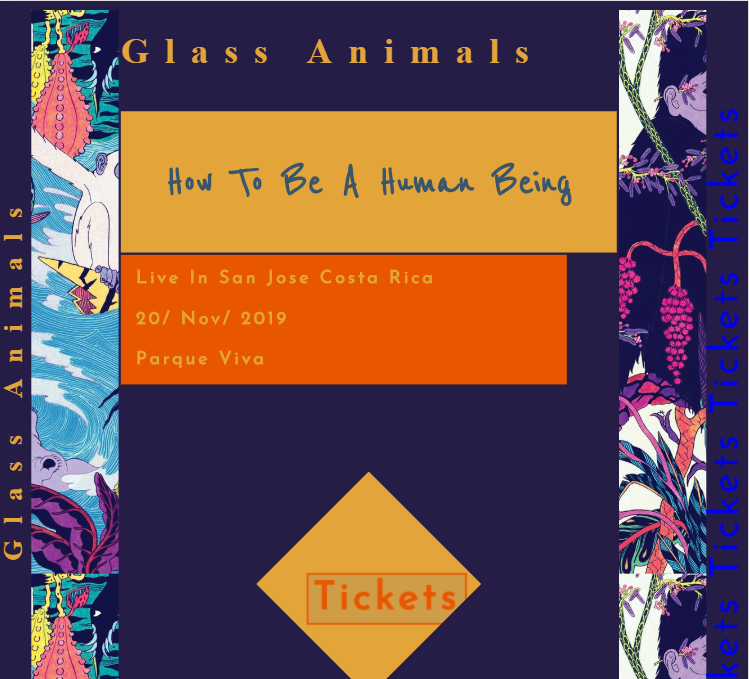 Glass Animals
How To Be A Human Being
Live In San Jose Costa Rica
20/ Nov/ 2019
Parque Viva
Tickets
Glass Animals
Tickets Tickets Tickets Tickets